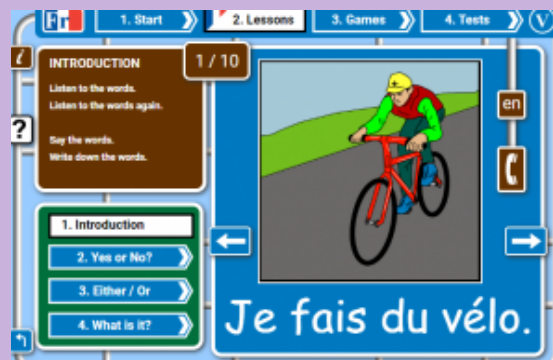 Fr
1. Start
2. Lessons
3. Games
4. Tests
V
i
INTRODUCTION
1 / 10
Listen to the words.
Listen to the words again.
Say the words.
Write down the words.
?
en
1. Introduction
2. Yes or No?
3. Either / Or
4. What is it?
Je fais du vélo.